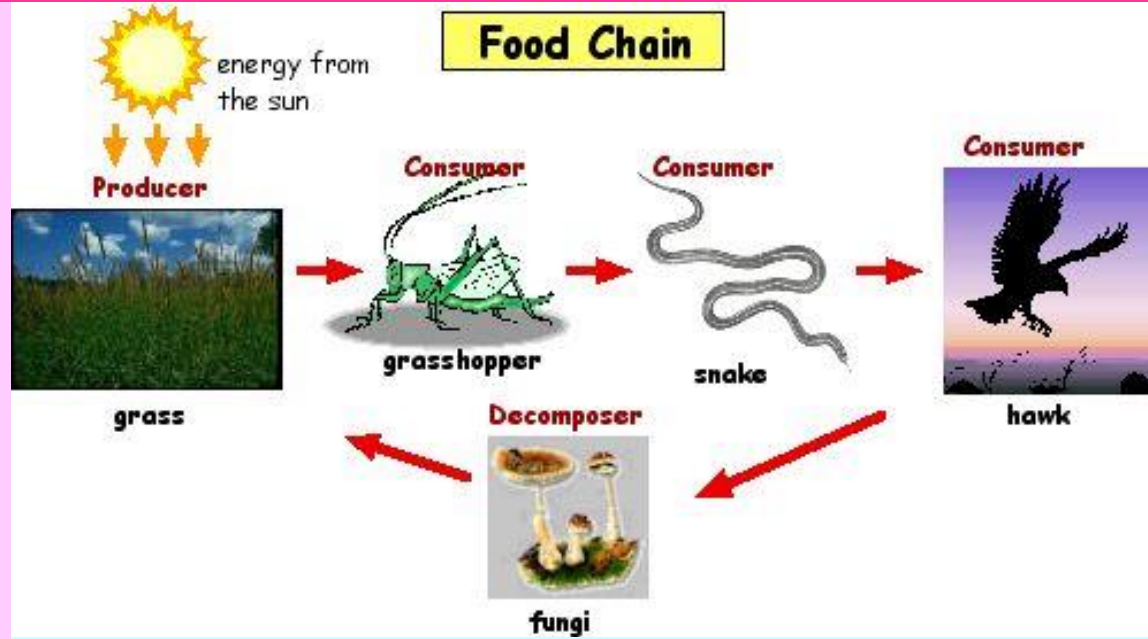 Food Chain
energy from
the sun
Producer
Consumer
Consumer
Consumer
grass
grasshopper
snake
hawk
Decomposer
fungi